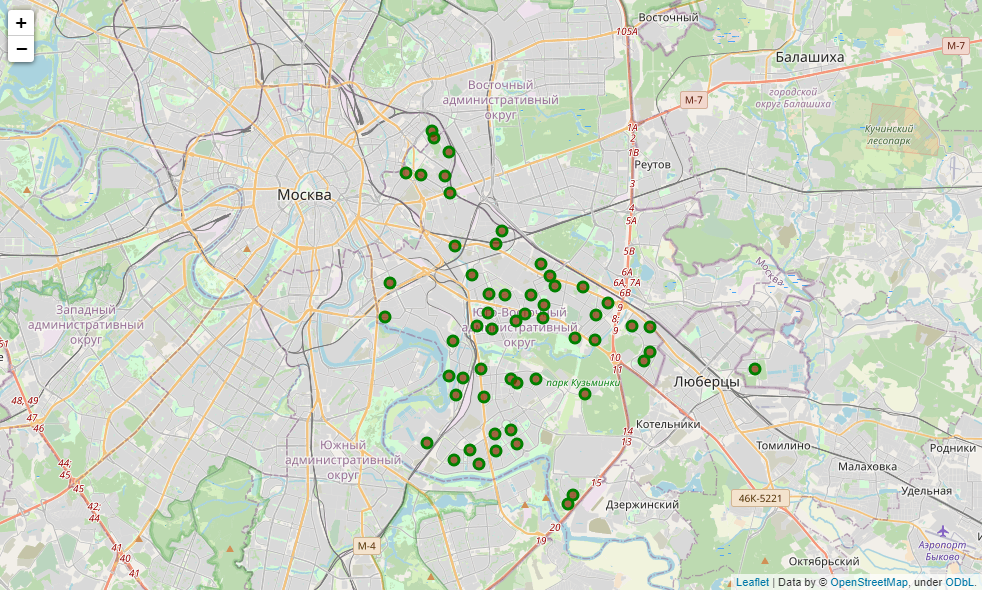 +
−
Восточный
105A
М-7
Балашиха
Восточный
административный
округ
городской
округ Балашиха
М-7
Кучинский
лесопарк
1А
2
1В
Реутов
3
Москва
4
5А
5В
Москва
6А
6А, 7А
6В
9
8,
9
Западный
административный
округ
Юго-Восточный
административный
округ
10
11
парк Кузьминки
Люберцы
48, 49
47
46
Котельники
14
13
Томилино
Родники
Южный
административный
округ
44,
45
45
Малаховка
15
Удельная
46К-5221
42,
44
Дзержинский
20
19
М-4
41
40
41
Аэропорт
Быково
Октябрьский
Leaflet | Data by © OpenStreetMap, under ODbL.